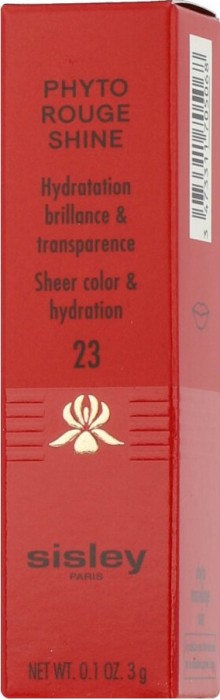 PHYTO
ROUGE
SHINE
Hydratation
brillance &
transparence
Sheer color &
hydration
23
sisley
PARIS
NET WT. 0.1 OZ. 3 g